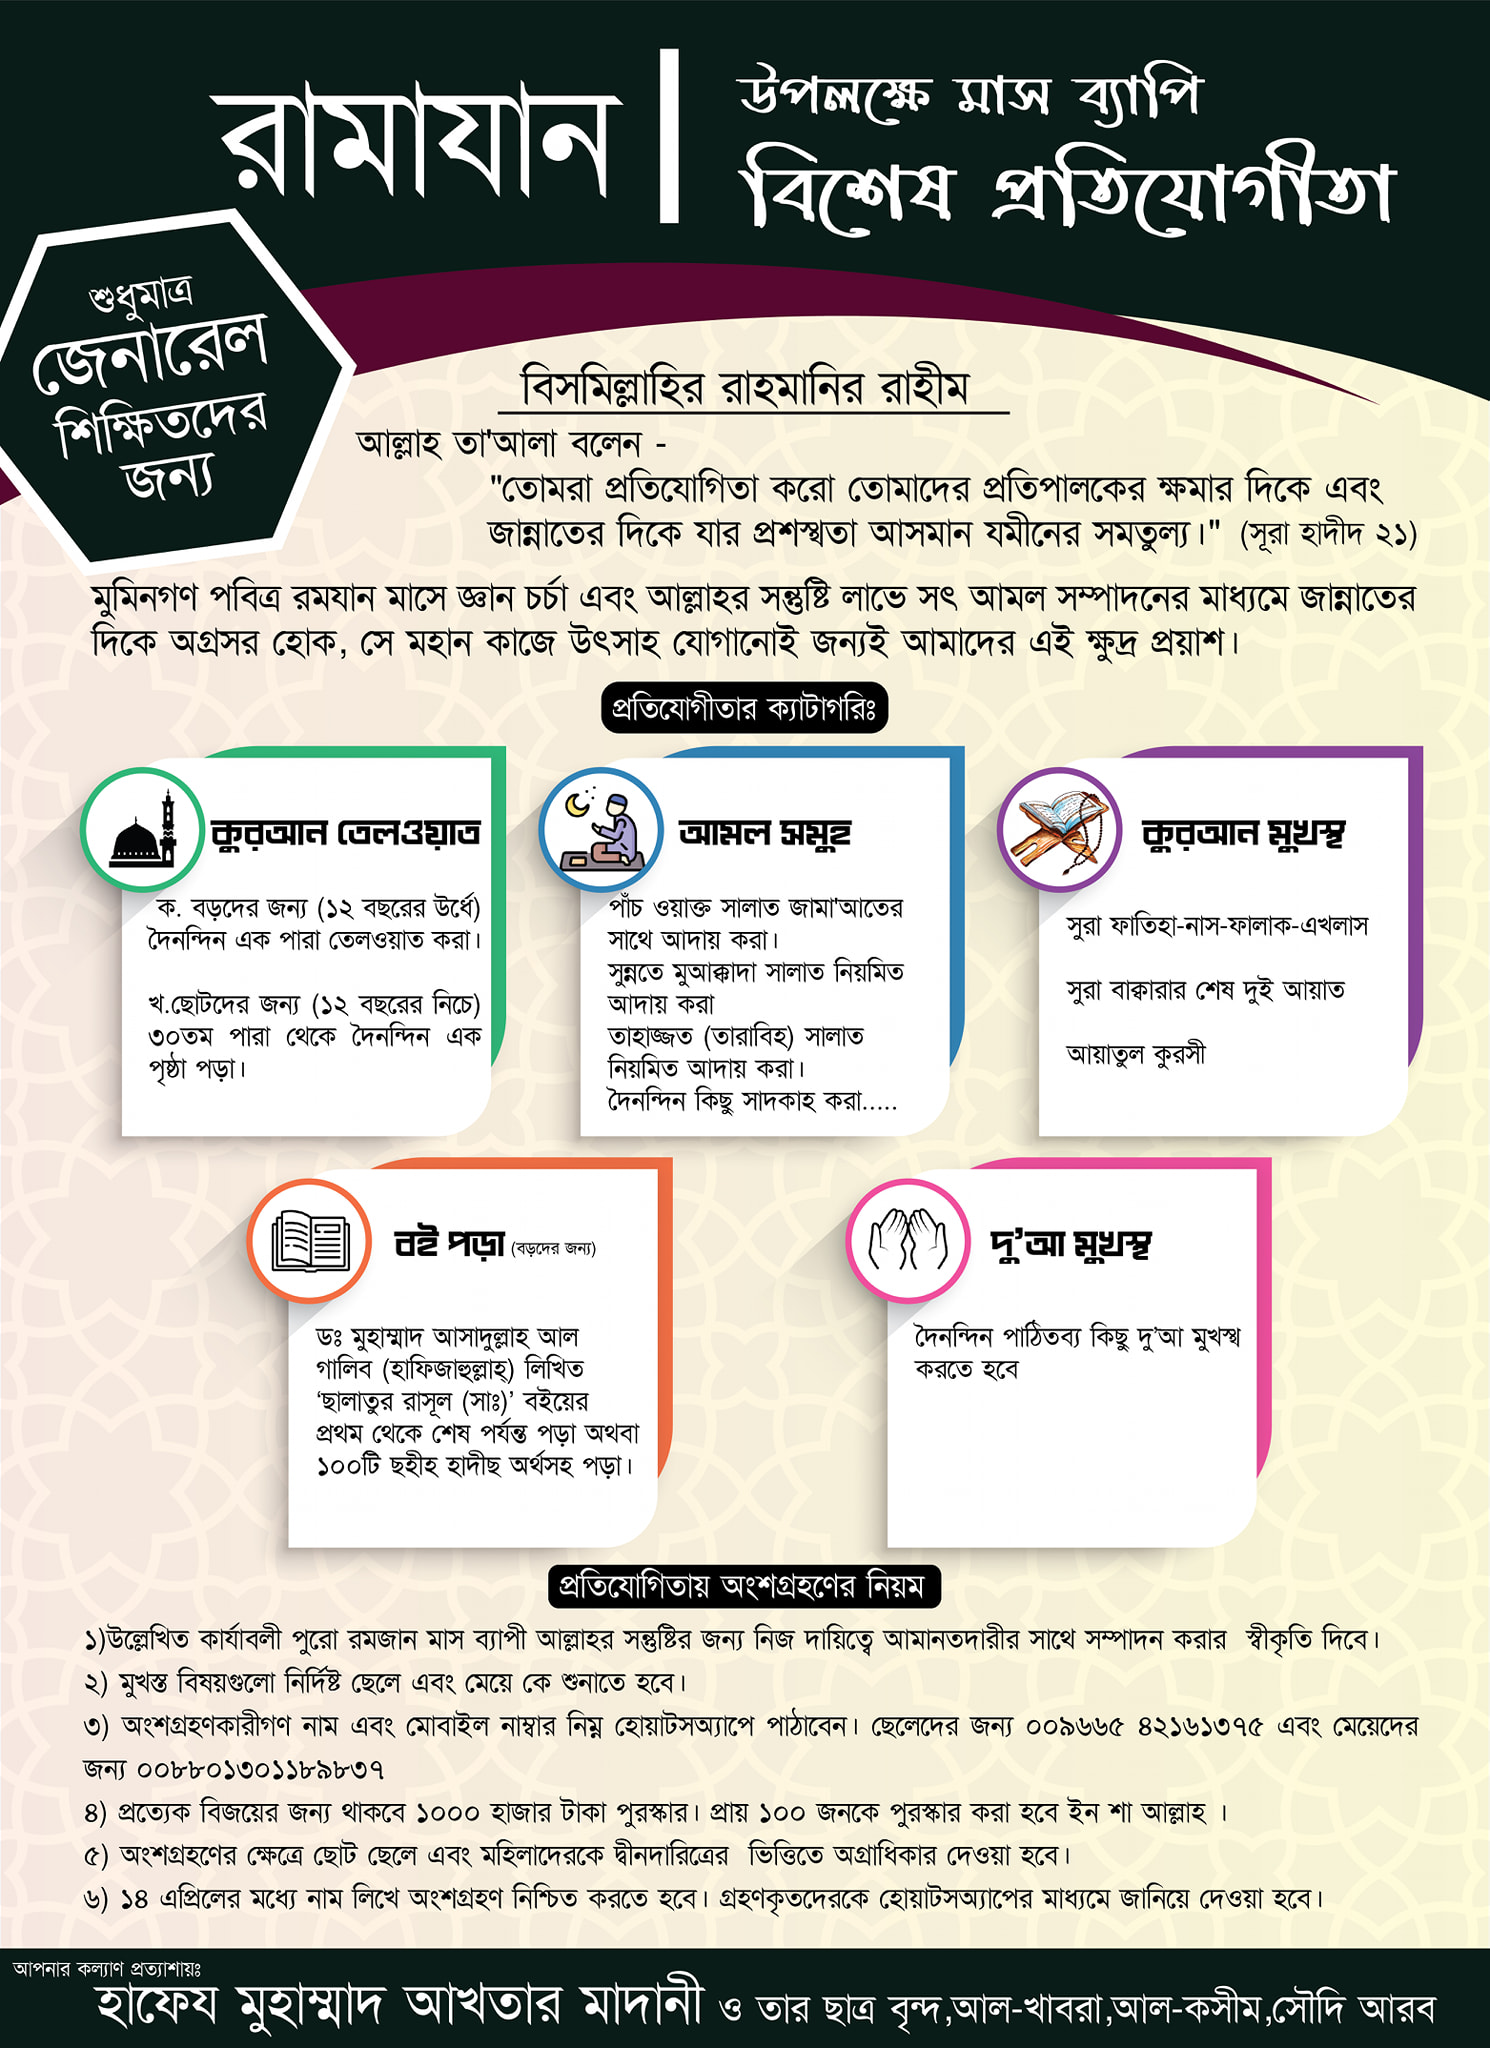 রামাযান
উপলক্ষে মাস ব্যাপি
বিশেষ প্রতিযোগীতা
শুধুমাত্র
জেনারেল
শিক্ষিতদের
জন্য
বিসমিল্লাহির রাহমানির রাহীম
আল্লাহ তা'আলা বলেন -
"তোমরা প্রতিযোগিতা করো তোমাদের প্রতিপালকের ক্ষমার দিকে এবং
জান্নাতের দিকে যার প্রশস্থতা আসমান যমীনের সমতুল্য।" (সূরা হাদীদ ২১)
মুমিনগণ পবিত্র রমযান মাসে জ্ঞান চর্চা এবং আল্লাহর সন্তুষ্টি লাভে সৎ আমল সম্পাদনের মাধ্যমে জান্নাতের
দিকে অগ্রসর হোক, সে মহান কাজে উৎসাহ যোগানোই জন্যই আমাদের এই ক্ষুদ্র প্রয়াশ।
প্রতিযোগীতার ক্যাটাগরিঃ
কুরআন তেলওয়াত
ক. বড়দের জন্য (১২ বছরের উর্ধে)
দৈনন্দিন এক পারা তেলওয়াত করা।
খ.ছোটদের জন্য (১২ বছরের নিচে)
৩০তম পারা থেকে দৈনন্দিন এক
পৃষ্ঠা পড়া।
আমল সমুহ
পাঁচ ওয়াক্ত সালাত জামা'আতের
সাথে আদায় করা।
সুন্নতে মুআক্কাদা সালাত নিয়মিত
আদায় করা
তাহাজ্জত (তারাবিহ) সালাত
নিয়মিত আদায় করা।
দৈনন্দিন কিছু সাদকাহ করা.....
কুরআন মুখস্থ
সুরা ফাতিহা-নাস-ফালাক-এখলাস
সুরা বাক্বারার শেষ দুই আয়াত
আয়াতুল কুরসী
বই পড়া (বড়দের জন্য)
ডঃ মুহাম্মাদ আসাদুল্লাহ আল
গালিব (হাফিজাহুল্লাহ) লিখিত
‘ছালাতুর রাসূল (সাঃ)’ বইয়ের
প্রথম থেকে শেষ পর্যন্ত পড়া অথবা
১০০টি ছহীহ হাদীছ অর্থসহ পড়া।
দু’আ মুখস্থ
দৈনন্দিন পাঠিতব্য কিছু দু’আ মুখস্থ
করতে হবে
প্রতিযোগিতায় অংশগ্রহণের নিয়ম
১)উল্লেখিত কার্যাবলী পুরো রমজান মাস ব্যাপী আল্লাহর সন্তুষ্টির জন্য নিজ দায়িত্বে আমানতদারীর সাথে সম্পাদন করার স্বীকৃতি দিবে।
২) মুখস্ত বিষয়গুলো নির্দিষ্ট ছেলে এবং মেয়ে কে শুনাতে হবে।
৩) অংশগ্রহণকারীগণ নাম এবং মোবাইল নাম্বার নিম্ন হোয়াটসঅ্যাপে পাঠাবেন। ছেলেদের জন্য ০০৯৬৬৫ ৪২১৬১৩৭৫ এবং মেয়েদের
জন্য ০০৮৮০১৩০১১৮৯৮৩৭
৪) প্রত্যেক বিজয়ের জন্য থাকবে ১০০০ হাজার টাকা পুরস্কার। প্রায় ১০০ জনকে পুরস্কার করা হবে ইন শা আল্লাহ ।
৫) অংশগ্রহণের ক্ষেত্রে ছোট ছেলে এবং মহিলাদেরকে দ্বীনদারিত্রের ভিত্তিতে অগ্রাধিকার দেওয়া হবে।
৬) ১৪ এপ্রিলের মধ্যে নাম লিখে অংশগ্রহণ নিশ্চিত করতে হবে। গ্রহণকৃতদেরকে হোয়াটসঅ্যাপের মাধ্যমে জানিয়ে দেওয়া হবে।
আপনার কল্যাণ প্রত্যাশায়ঃ
হাফেয মুহাম্মাদ আখতার মাদানী ও তার ছাত্র বৃন্দ,আল-খাবরা,আল-কসীম,সৌদি আরব